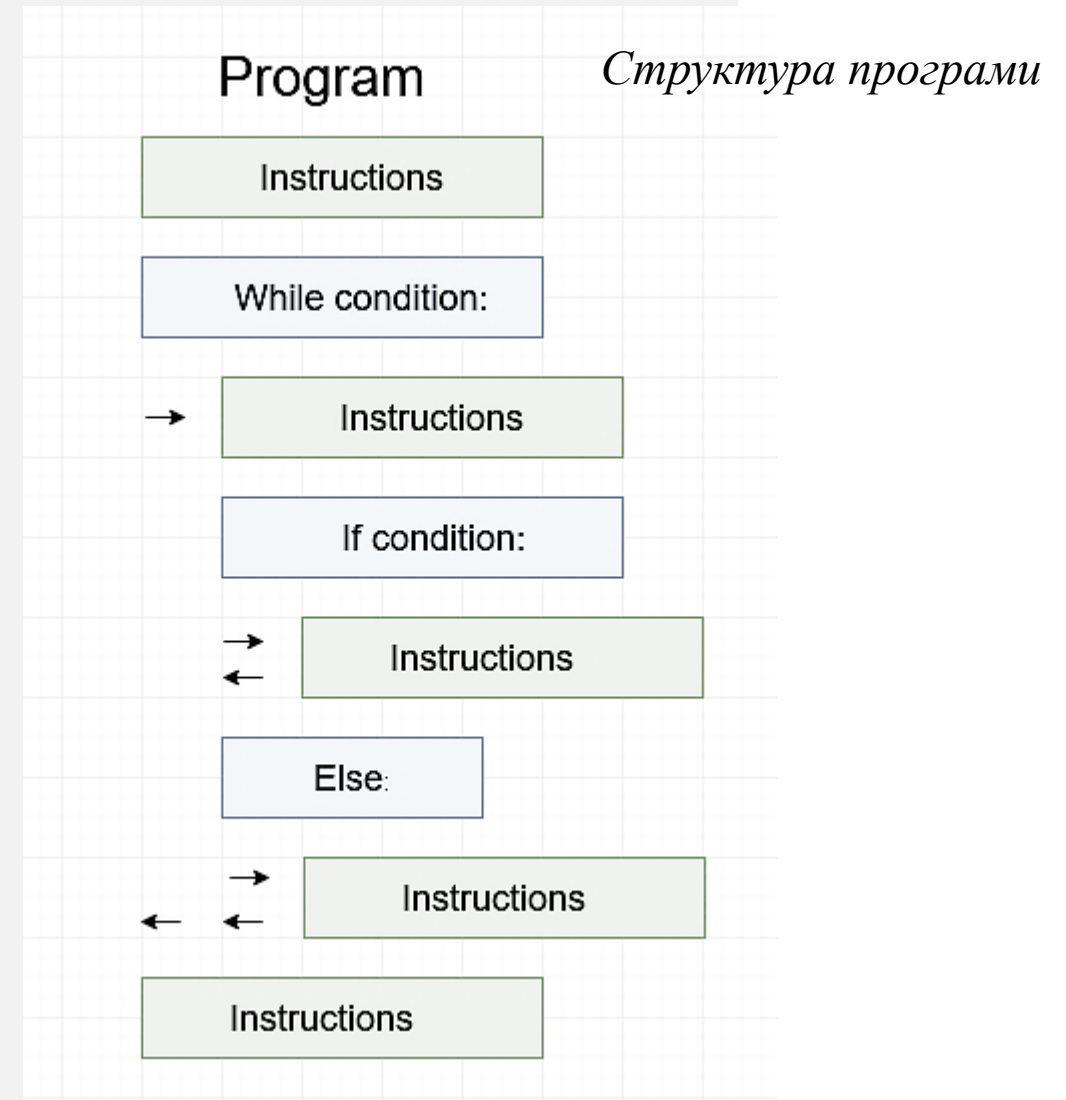 Program
Структура програми
Instructions
While condition:
Instructions
If condition:
Instructions
Else:
Instructions
Instructions